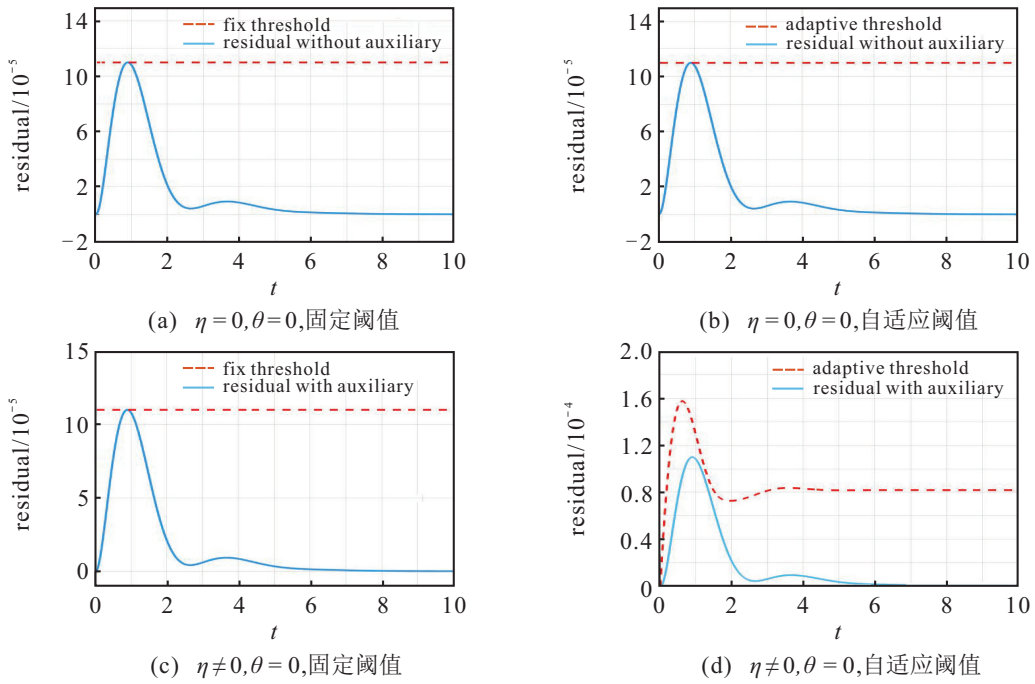 fix threshold
residual without auxiliary
residual/10⁻⁵
14
10
6
2
−2
0 2 4 6 8 10
t
(a) η = 0,θ = 0,固定阈值
adaptive threshold
residual without auxiliary
residual/10⁻⁵
14
10
6
2
−2
0 2 4 6 8 10
t
(b) η = 0,θ = 0,自适应阈值
fix threshold
residual with auxiliary
residual/10⁻⁵
15
10
5
0
0 2 4 6 8 10
t
(c) η ≠ 0,θ = 0,固定阈值
adaptive threshold
residual with auxiliary
residual/10⁻⁴
2.0
1.6
1.2
0.8
0.4
0
0 2 4 6 8 10
t
(d) η ≠ 0,θ = 0,自适应阈值